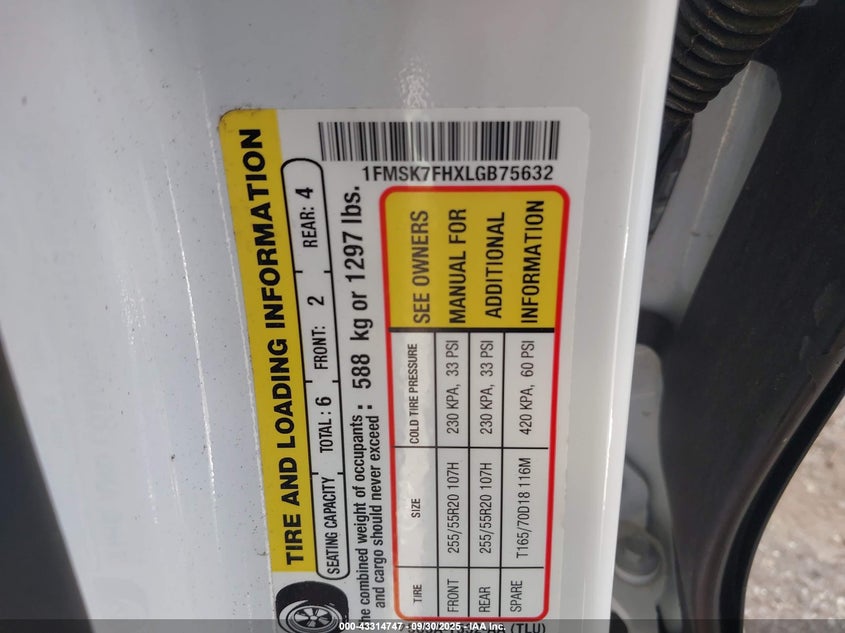 1FMSK7FHXLGB75632
TIRE AND LOADING INFORMATION
SEATING CAPACITY TOTAL : 6 FRONT: 2 REAR: 4
he combined weight of occupants :
and cargo should never exceed : 588 kg or 1297 lbs.
TIRE SIZE COLD TIRE PRESSURE SEE OWNERS
FRONT 255/55R20 107H 230 KPA, 33 PSI MANUAL FOR
REAR 255/55R20 107H 230 KPA, 33 PSI ADDITIONAL
SPARE T165/70D18 116M 420 KPA, 60 PSI INFORMATION
(TLU)
000-43314747 - 09/30/2025 - IAA, Inc.